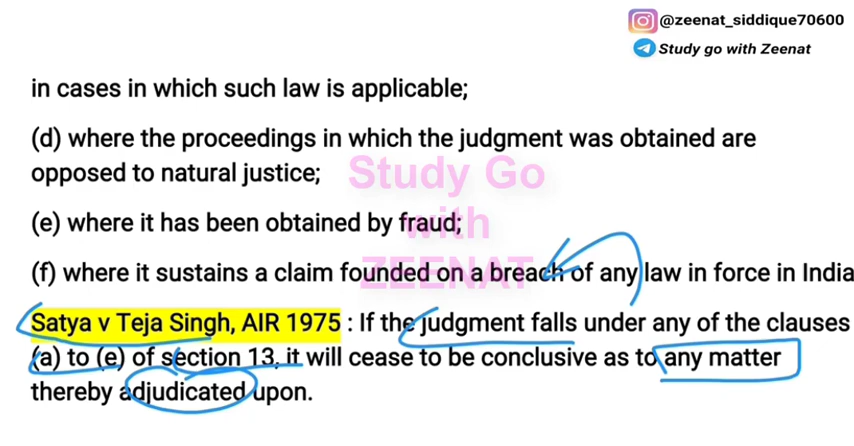 @zeenat_siddique70600
Study go with Zeenat
in cases in which such law is applicable;
(d) where the proceedings in which the judgment was obtained are
opposed to natural justice;
Study Go
with
ZEENAT
(e) where it has been obtained by fraud;
(f) where it sustains a claim founded on a breach of any law in force in India
Satya v Teja Singh, AIR 1975 : If the judgment falls under any of the clauses
(a) to (e) of section 13, it will cease to be conclusive as to any matter
thereby adjudicated upon.